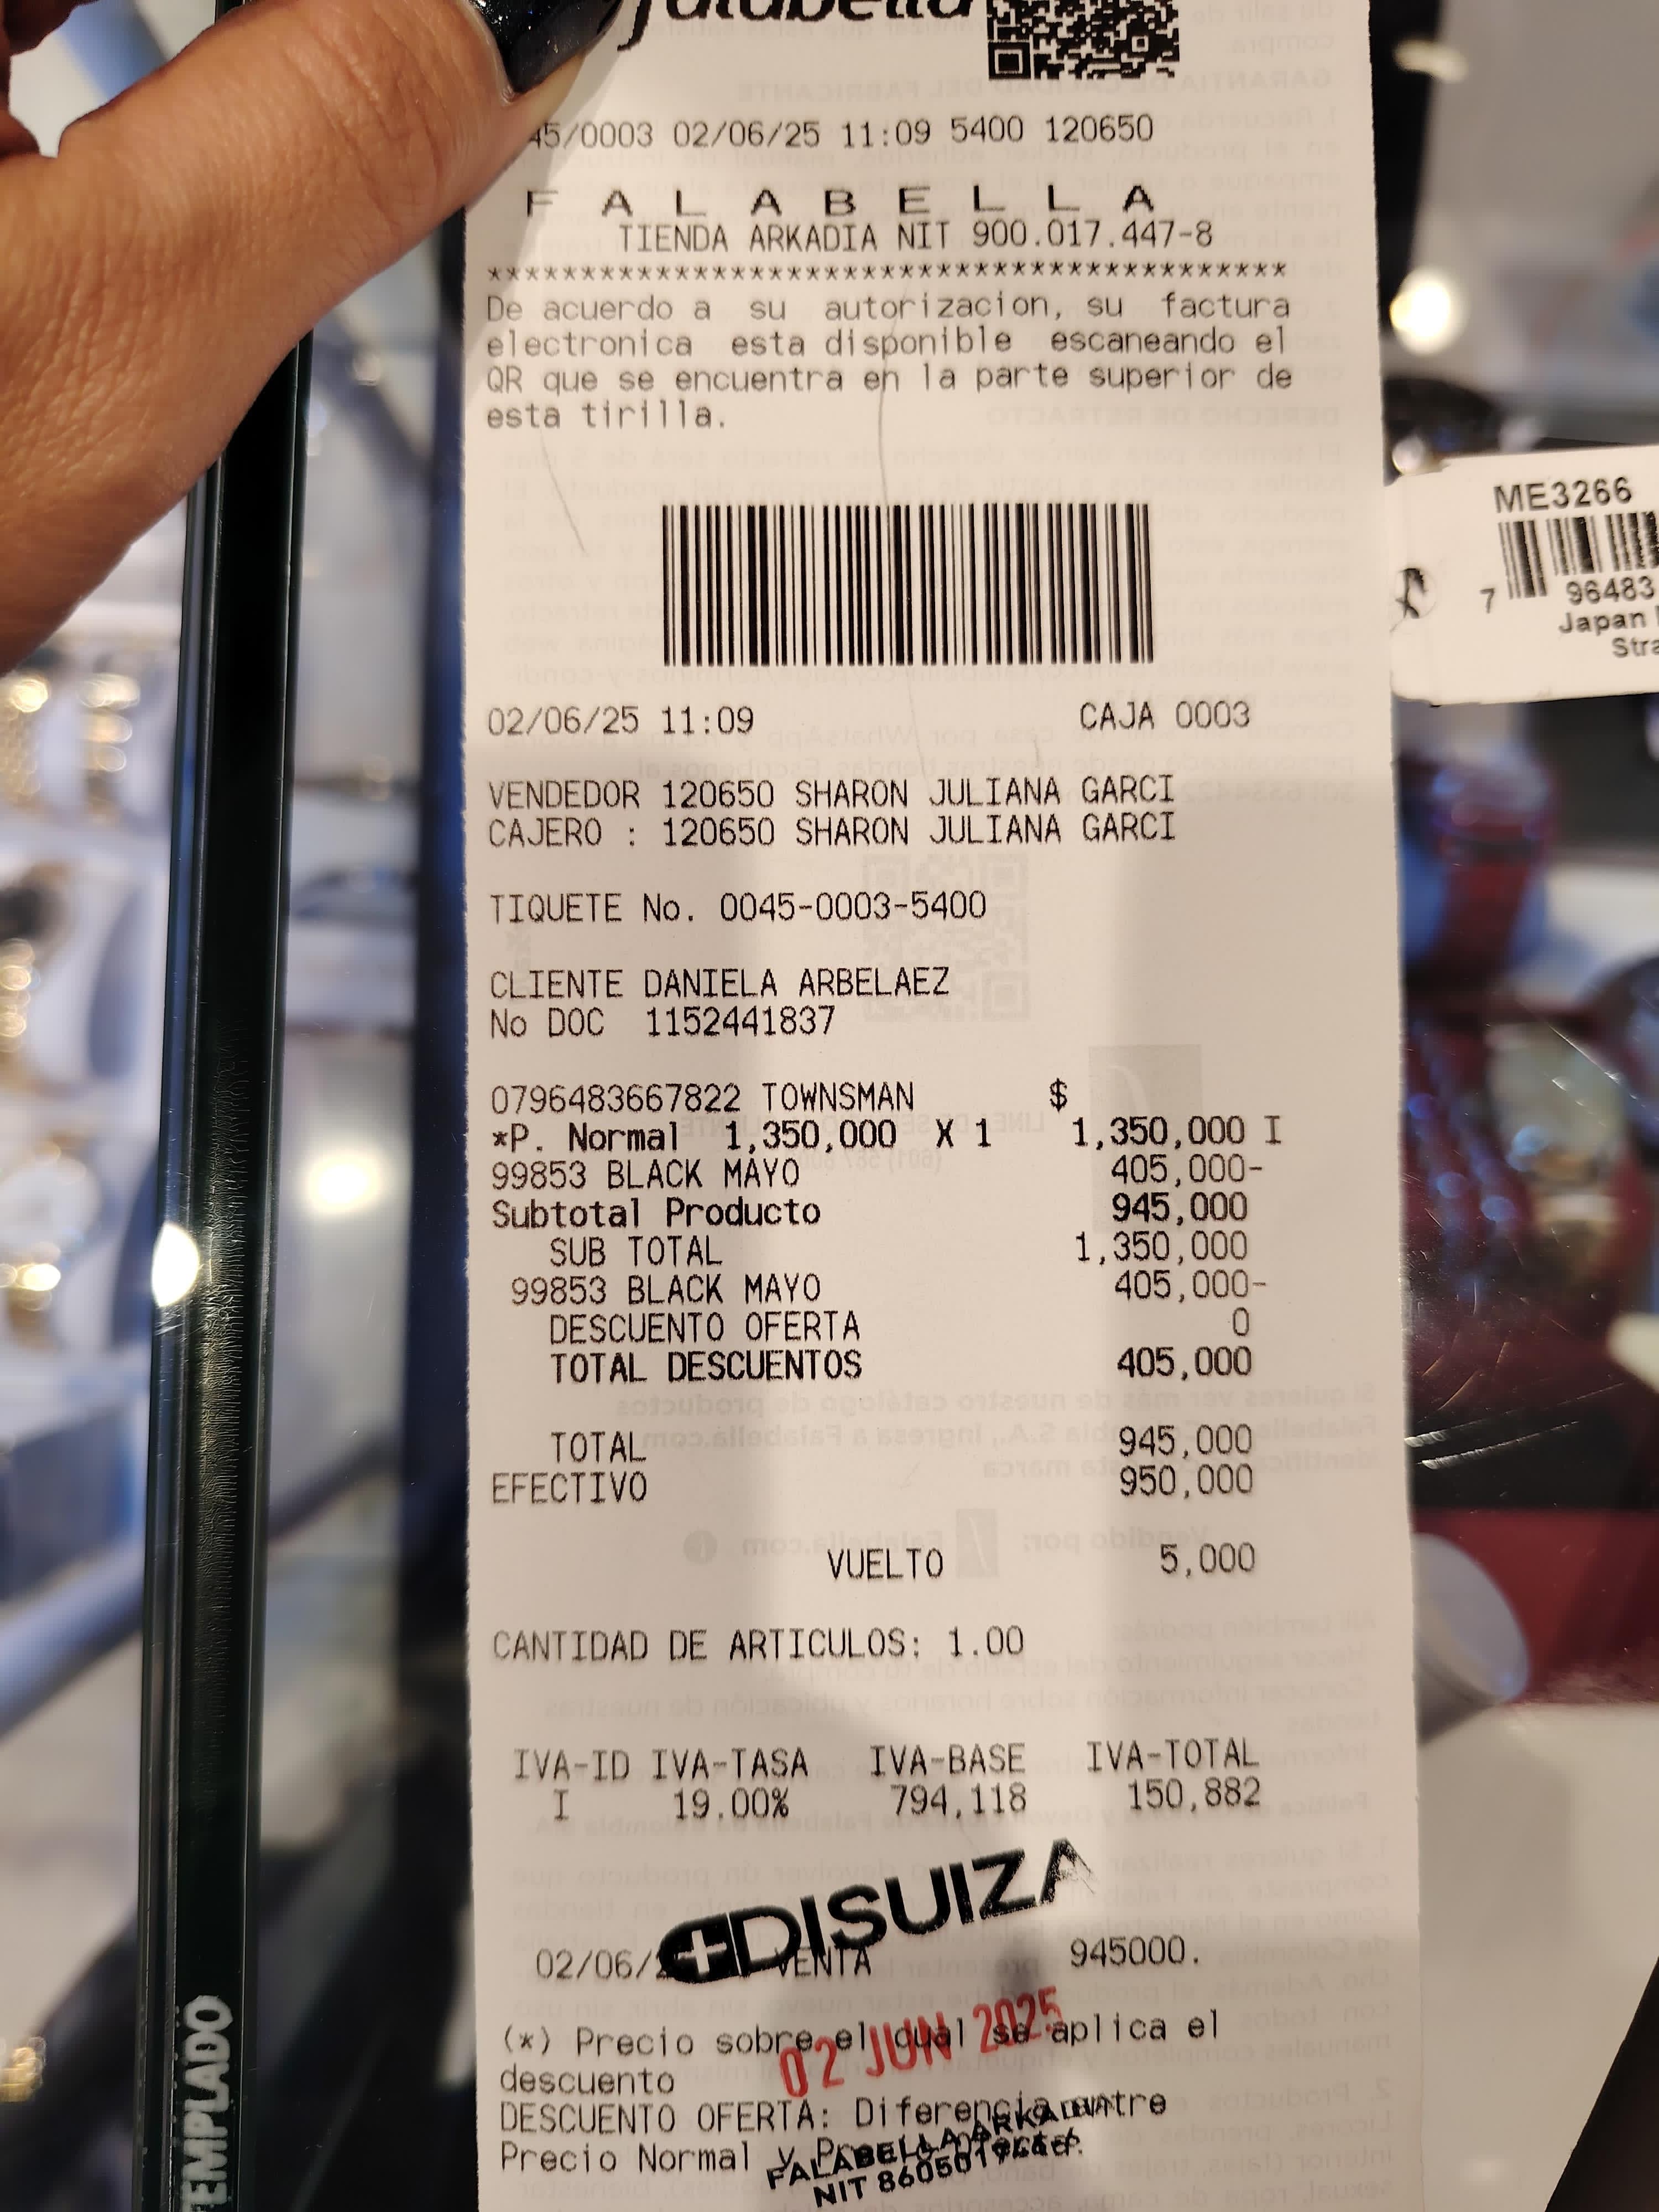 falabella
45/0003 02/06/25 11:09 5400 120650
FALABELLA
TIENDA ARKADIA NIT 900.017.447-8
*****************************************
De acuerdo a su autorizacion, su factura
electronica esta disponible escaneando el
QR que se encuentra en la parte superior de
esta tirilla.
02/06/25 11:09 CAJA 0003
VENDEDOR 120650 SHARON JULIANA GARCI
CAJERO : 120650 SHARON JULIANA GARCI
TIQUETE No. 0045-0003-5400
CLIENTE DANIELA ARBELAEZ
No DOC 1152441837
0796483667822 TOWNSMAN $
*P. Normal 1,350,000 X 1 1,350,000 I
99853 BLACK MAYO 405,000-
Subtotal Producto 945,000
SUB TOTAL 1,350,000
99853 BLACK MAYO 405,000-
DESCUENTO OFERTA 0
TOTAL DESCUENTOS 405,000
TOTAL 945,000
EFECTIVO 950,000
VUELTO 5,000
CANTIDAD DE ARTICULOS: 1.00
IVA-ID IVA-TASA IVA-BASE IVA-TOTAL
I 19.00% 794,118 150,882
DISUIZA
02/06/2 VENTA 945000.
(*) Precio sobre el cual se aplica el
02 JUN 2025
descuento
DESCUENTO OFERTA: Diferencia entre
Precio Normal y
FALABELLA ARKADIA
NIT
ME3266
7 96483
Japan
TEMPLADO